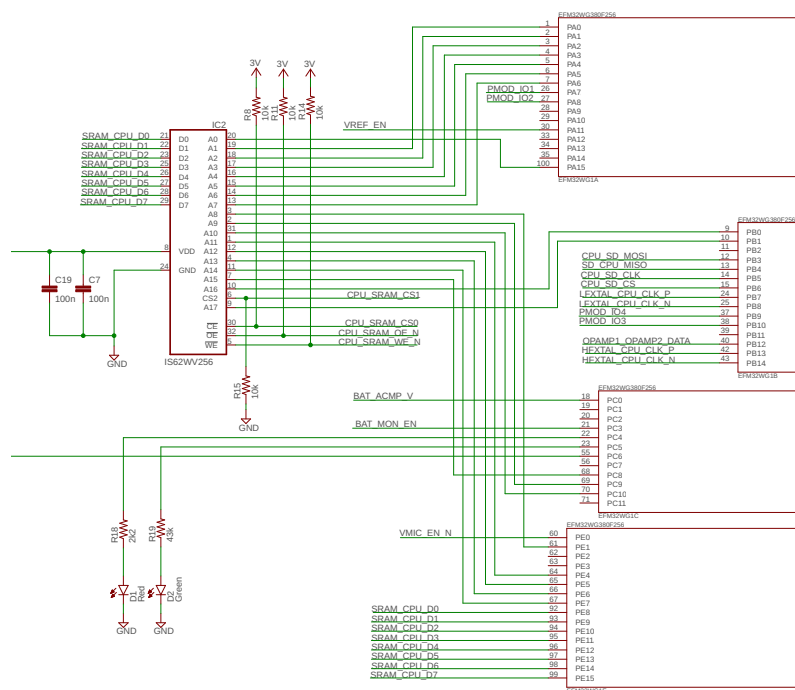 3V
3V
3V
R8
10k
R11
10k
R14
10k
IC2
SRAM_CPU_D0 21 D0 A0 20
SRAM_CPU_D1 22 D1 A1 19
SRAM_CPU_D2 23 D2 A2 18
SRAM_CPU_D3 25 D3 A3 17
SRAM_CPU_D4 26 D4 A4 16
SRAM_CPU_D5 27 D5 A5 15
SRAM_CPU_D6 28 D6 A6 14
SRAM_CPU_D7 29 D7 A7 13
A8 3
A9 2
A10 31
A11 1
8 VDD A12 12
A13 4
24 GND A14 11
A15 7
A16 10
CS2 6 CPU_SRAM_CS1
A17 9
CE 30 CPU_SRAM_CS0
OE 32 CPU_SRAM_OE_N
WE 5 CPU_SRAM_WE_N
IS62WV256
C19
100n
C7
100n
GND
R15
10k
GND
R18
2k2
R19
43k
D1
Red
D2
Green
GND
GND
EFM32WG380F256
1 PA0
2 PA1
3 PA2
4 PA3
5 PA4
6 PA5
7 PA6
PMOD_IO1 26 PA7
PMOD_IO2 27 PA8
28 PA9
29 PA10
VREF_EN 30 PA11
33 PA12
34 PA13
35 PA14
100 PA15
EFM32WG1A
EFM32WG380F256
9 PB0
10 PB1
11 PB2
CPU_SD_MOSI 12 PB3
SD_CPU_MISO 13 PB4
CPU_SD_CLK 14 PB5
CPU_SD_CS 15 PB6
LFXTAL_CPU_CLK_P 24 PB7
LFXTAL_CPU_CLK_N 25 PB8
PMOD_IO4 37 PB9
PMOD_IO3 38 PB10
39 PB11
OPAMP1_OPAMP2_DATA 40 PB12
HFXTAL_CPU_CLK_P 42 PB13
HFXTAL_CPU_CLK_N 43 PB14
EFM32WG1B
EFM32WG380F256
BAT_ACMP_V 18 PC0
19 PC1
20 PC2
BAT_MON_EN 21 PC3
22 PC4
23 PC5
55 PC6
56 PC7
68 PC8
69 PC9
70 PC10
71 PC11
EFM32WG1C
EFM32WG380F256
VMIC_EN_N 60 PE0
61 PE1
62 PE2
63 PE3
64 PE4
65 PE5
66 PE6
67 PE7
SRAM_CPU_D0 92 PE8
SRAM_CPU_D1 93 PE9
SRAM_CPU_D2 94 PE10
SRAM_CPU_D3 95 PE11
SRAM_CPU_D4 96 PE12
SRAM_CPU_D5 97 PE13
SRAM_CPU_D6 98 PE14
SRAM_CPU_D7 99 PE15